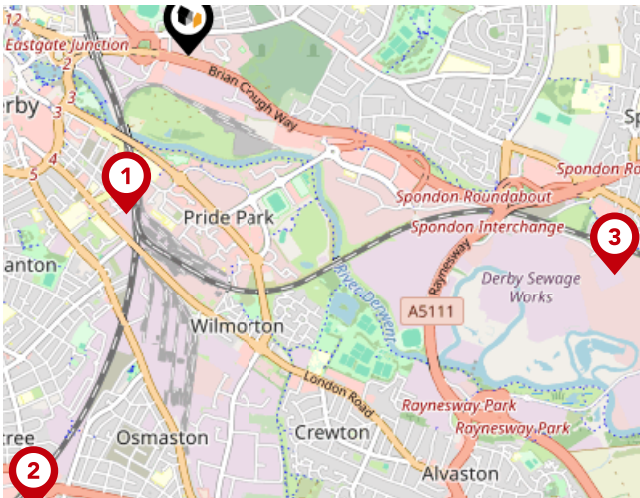 12
Eastgate Junction
2
3
3
erby
4
5
Brian Cough Way
1
Sp
Spondon Ro
Spondon Roundabout
Spondon Interchange
Pride Park
3
anton
Raynesway
Derby Sewage
Works
River Derwent
A5111
Wilmorton
London Road
Raynesway Park
Raynesway Park
Crewton
Osmaston
tree
2
Alvaston